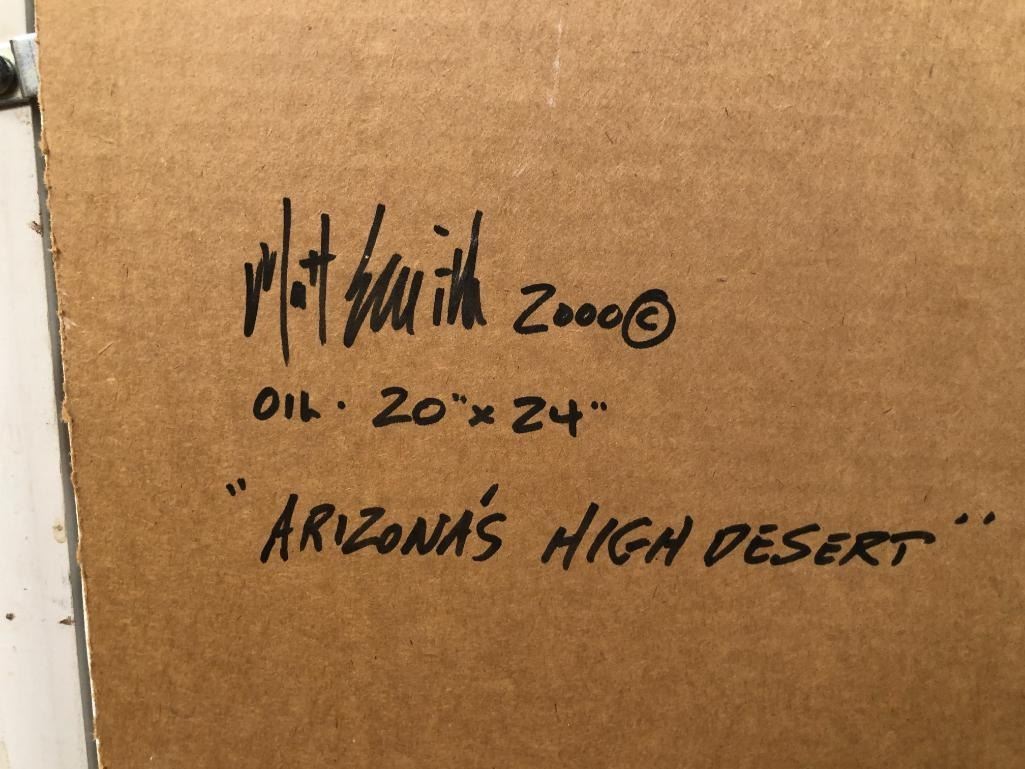 Matt Smith 2000©
OIL · 20" x 24"
"ARIZONA'S HIGH DESERT"